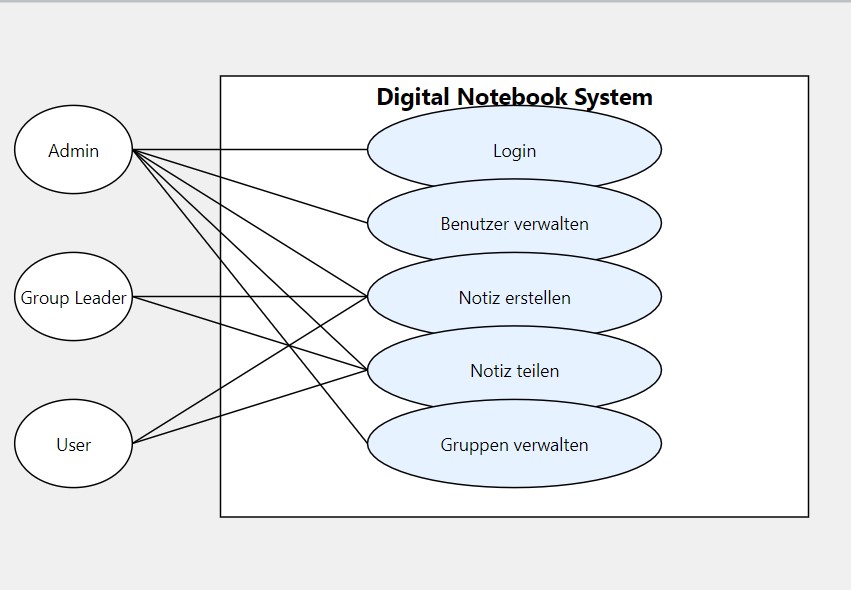 Digital Notebook System
Admin
Login
Benutzer verwalten
Group Leader
Notiz erstellen
Notiz teilen
User
Gruppen verwalten